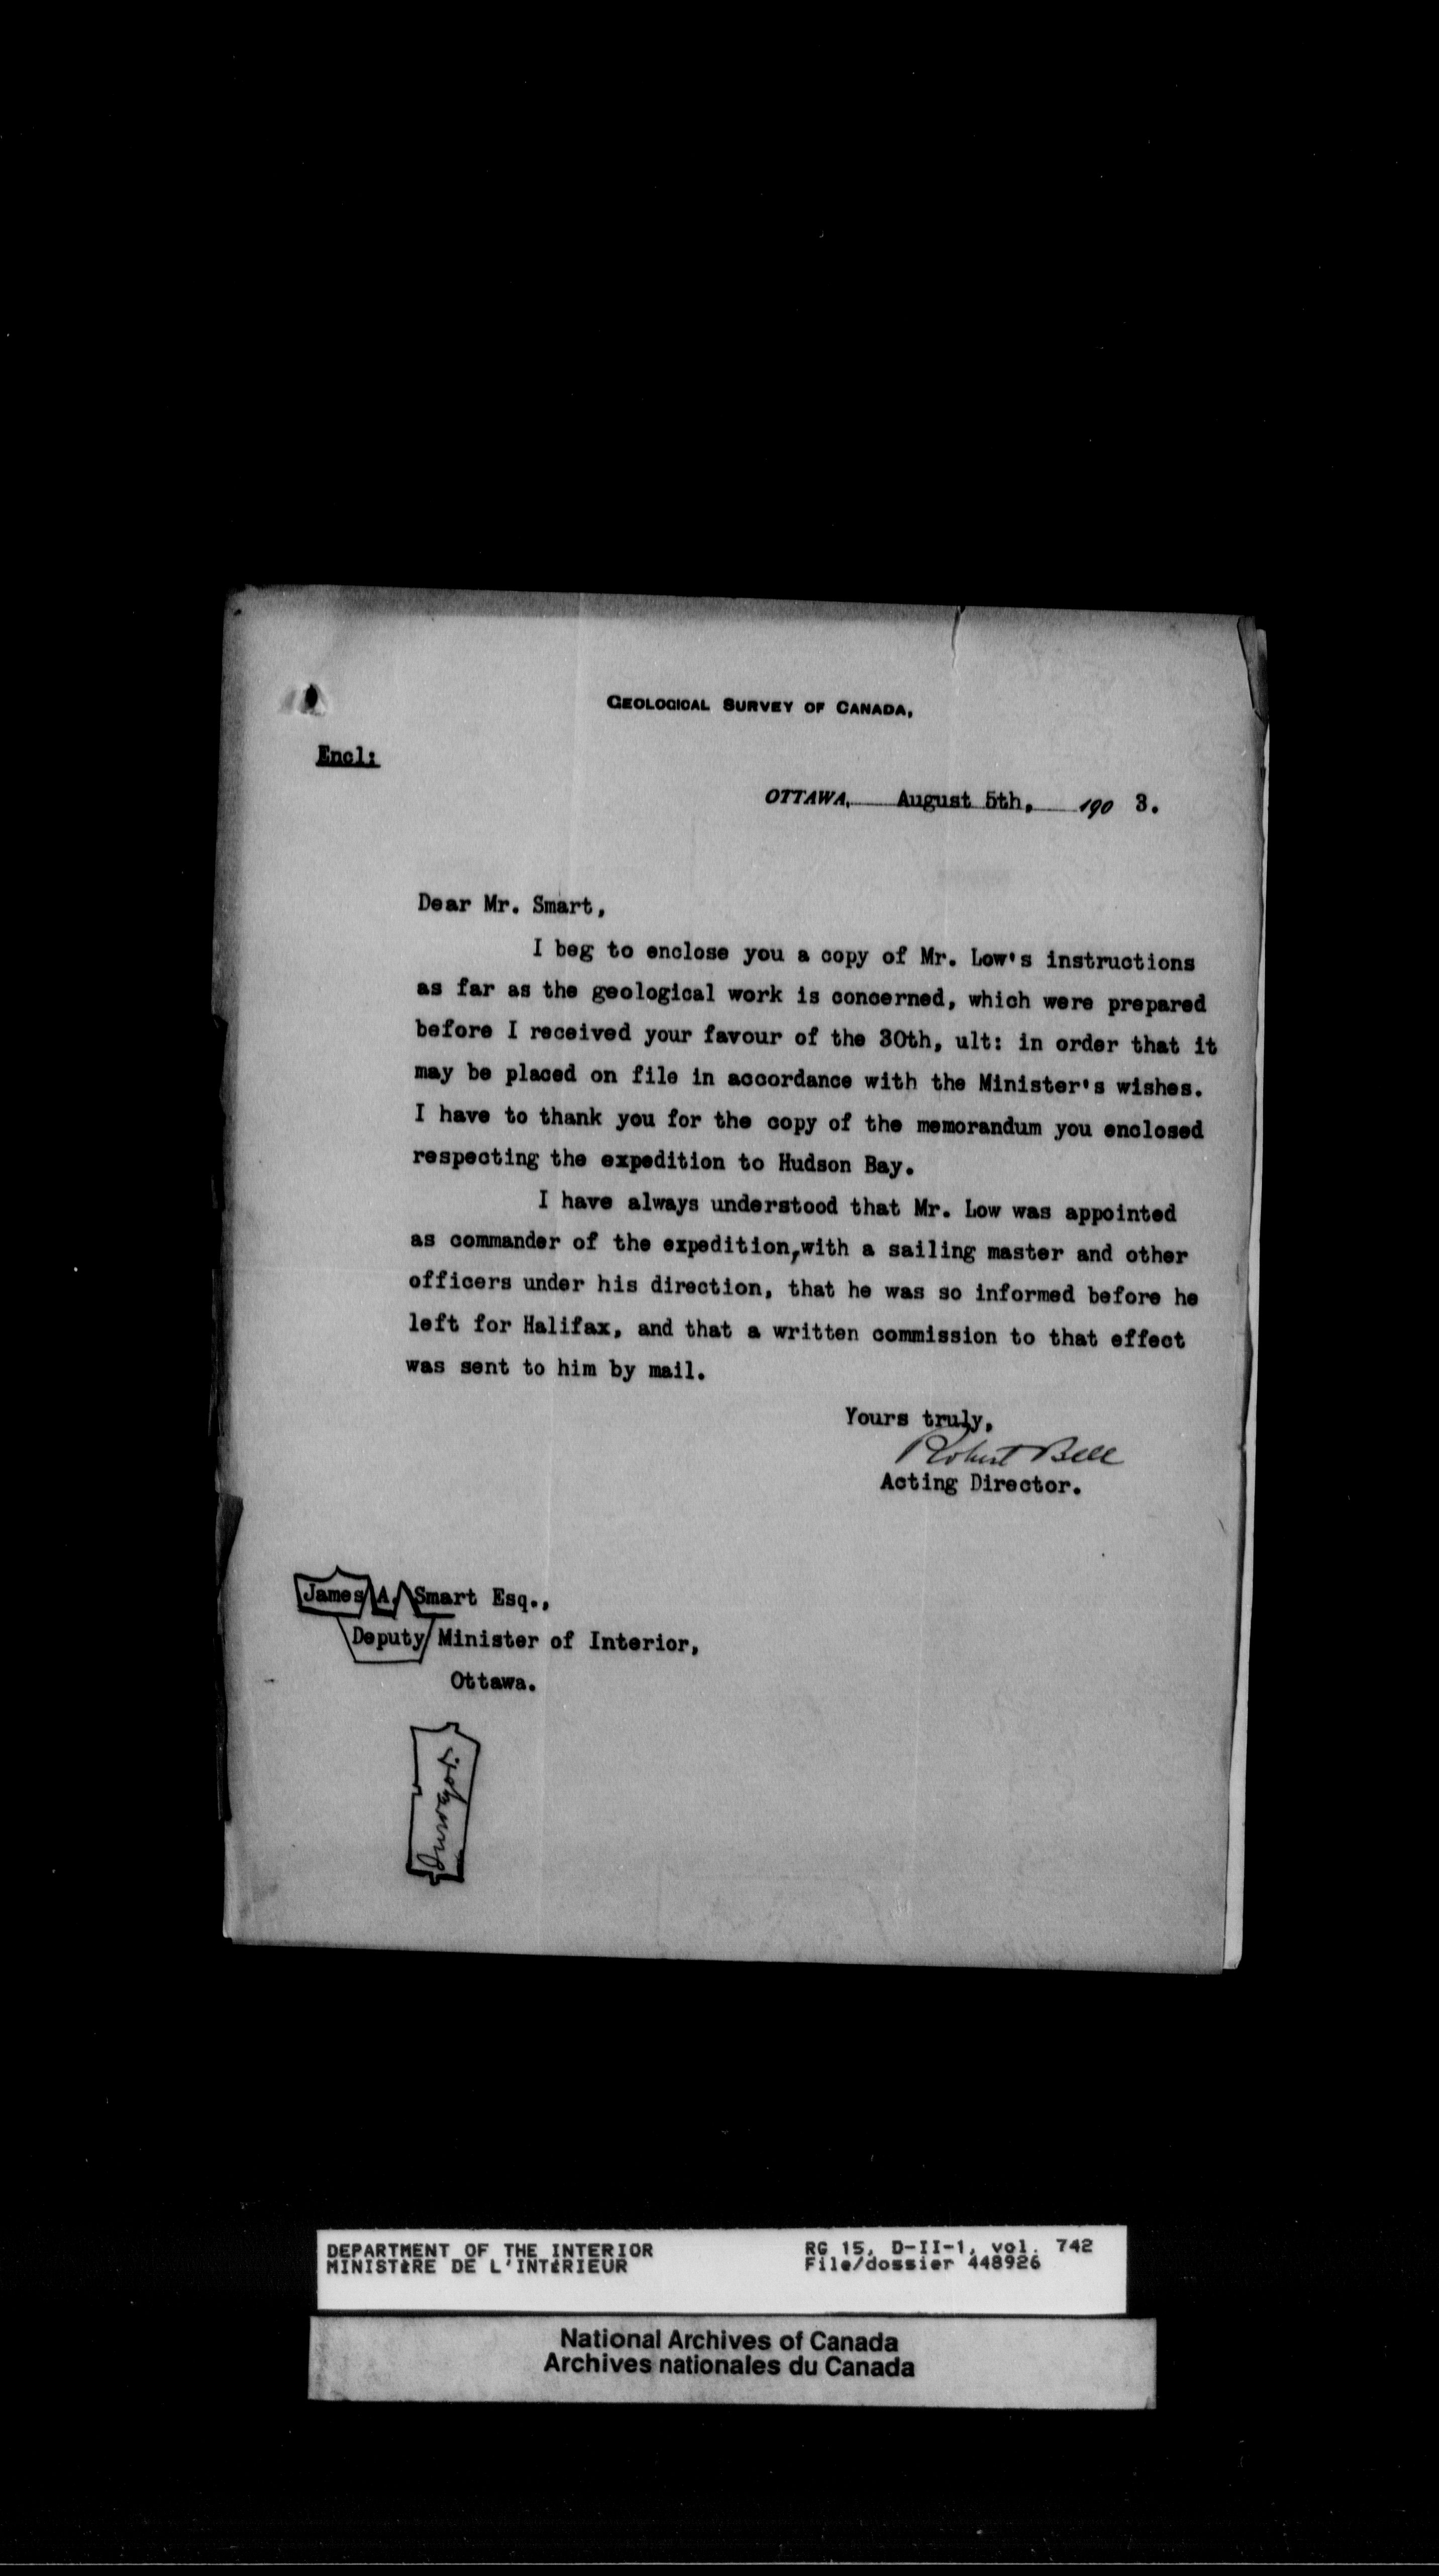 GEOLOGICAL SURVEY OF CANADA,
Encl:
OTTAWA, August 5th, 190 3.
Dear Mr. Smart,
I beg to enclose you a copy of Mr. Low's instructions
as far as the geological work is concerned, which were prepared
before I received your favour of the 30th, ult: in order that it
may be placed on file in accordance with the Minister's wishes.
I have to thank you for the copy of the memorandum you enclosed
respecting the expedition to Hudson Bay.
I have always understood that Mr. Low was appointed
as commander of the expedition,with a sailing master and other
officers under his direction, that he was so informed before he
left for Halifax, and that a written commission to that effect
was sent to him by mail.
Yours truly,
Robert Bell
Acting Director.
James A. Smart Esq.,
Deputy Minister of Interior,
Ottawa.
DEPARTMENT OF THE INTERIOR
MINISTÈRE DE L'INTÉRIEUR
RG 15, D-II-1, vol. 742
File/dossier 448926
National Archives of Canada
Archives nationales du Canada